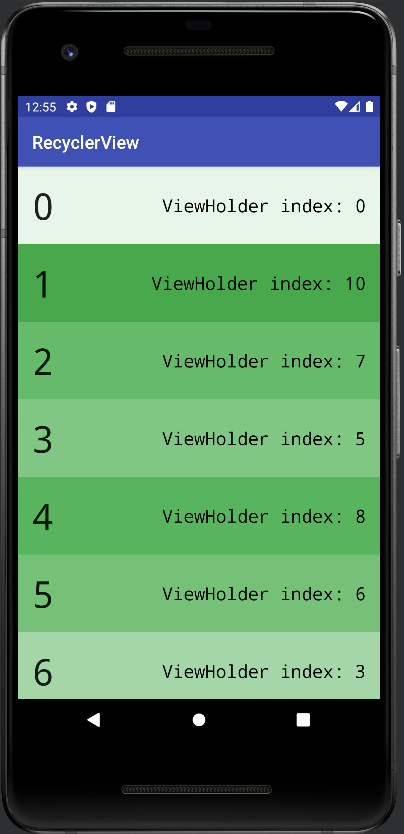 12:55
RecyclerView
0 ViewHolder index: 0
1 ViewHolder index: 10
2 ViewHolder index: 7
3 ViewHolder index: 5
4 ViewHolder index: 8
5 ViewHolder index: 6
6 ViewHolder index: 3